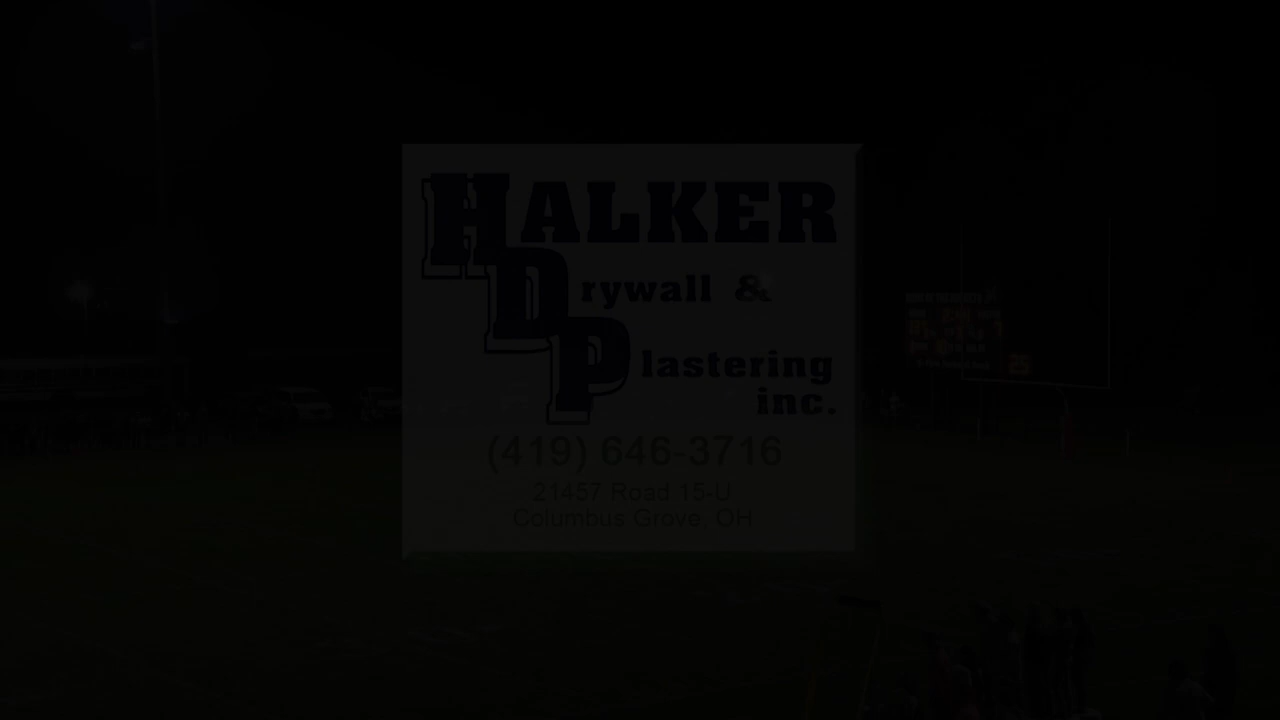 HALKER
Drywall &
Plastering
inc.
(419) 646-3716
21457 Road 15-U
Columbus Grove, OH